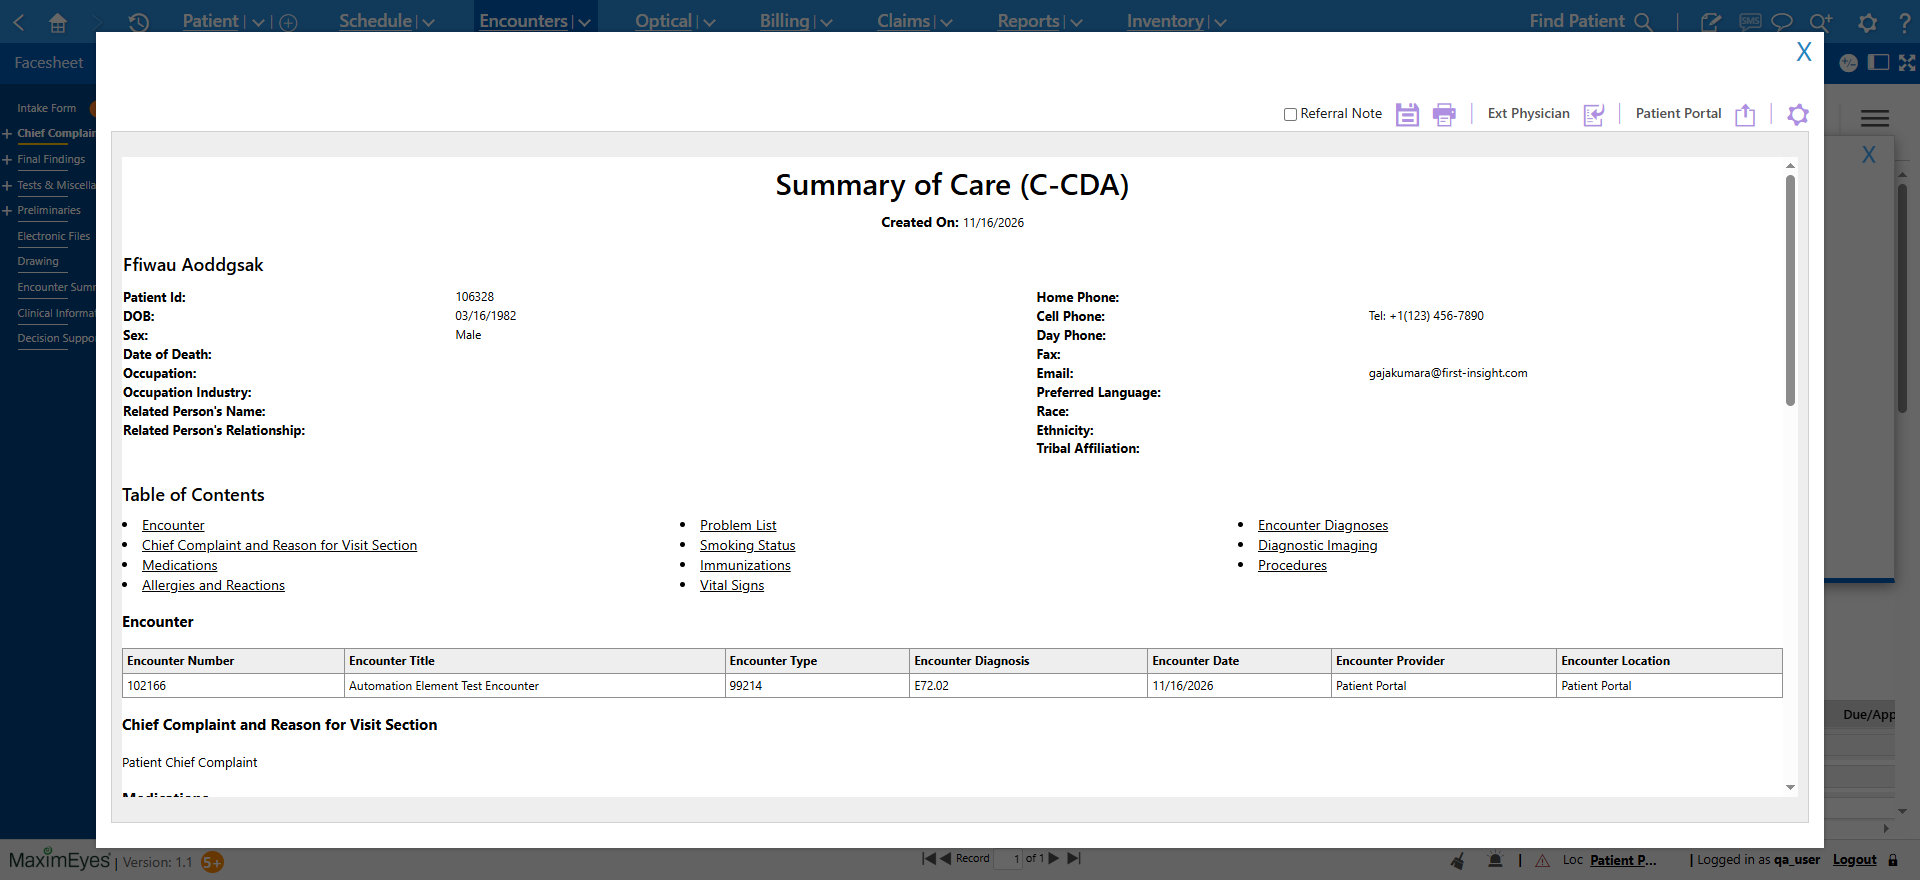 Patient Schedule Encounters Optical Billing Claims Reports Inventory Find Patient SMS ?
Facesheet
X
Intake Form
Referral Note Ext Physician Patient Portal
+ Chief Complain
+ Final Findings
+ Tests & Miscella
+ Preliminaries
Electronic Files
Drawing
Encounter Summ
Clinical Informat
Decision Suppo
X
Summary of Care (C-CDA)
Created On: 11/16/2026
Ffiwau Aoddgsak
Patient Id: 106328 Home Phone:
DOB: 03/16/1982 Cell Phone: Tel: +1(123) 456-7890
Sex: Male Day Phone:
Date of Death: Fax:
Occupation: Email: gajakumara@first-insight.com
Occupation Industry: Preferred Language:
Related Person's Name: Race:
Related Person's Relationship: Ethnicity:
Tribal Affiliation:
Table of Contents
• Encounter • Problem List • Encounter Diagnoses
• Chief Complaint and Reason for Visit Section • Smoking Status • Diagnostic Imaging
• Medications • Immunizations • Procedures
• Allergies and Reactions • Vital Signs
Encounter
Encounter Number Encounter Title Encounter Type Encounter Diagnosis Encounter Date Encounter Provider Encounter Location
102166 Automation Element Test Encounter 99214 E72.02 11/16/2026 Patient Portal Patient Portal
Due/App
Chief Complaint and Reason for Visit Section
Patient Chief Complaint
Medications
MaximEyes | Version: 1.1 5+ Record 1 of 1 | Loc Patient P... | Logged in as qa_user Logout